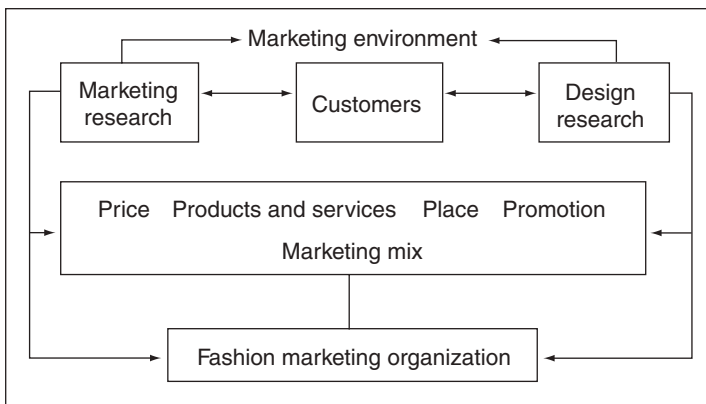 Marketing environment
Marketing
research
Customers
Design
research
Price Products and services Place Promotion
Marketing mix
Fashion marketing organization